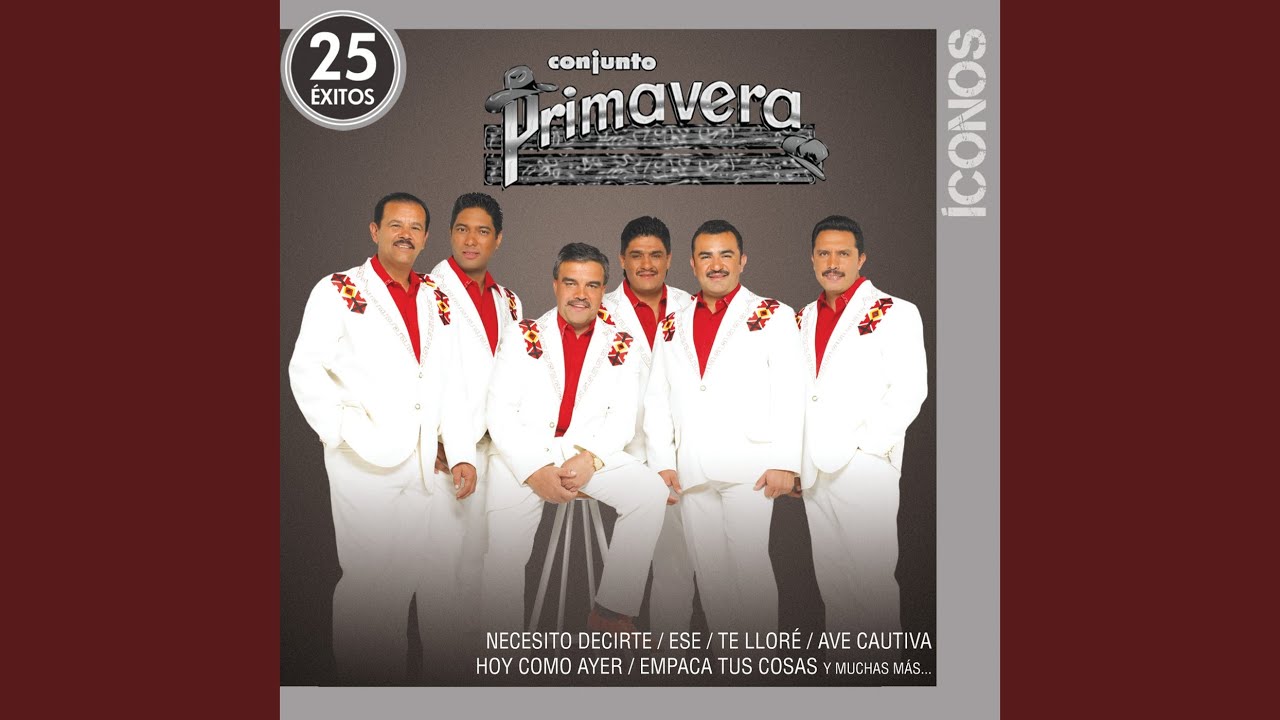 25
ÉXITOS
conjunto
Primavera
ÍCONOS
NECESITO DECIRTE / ESE / TE LLORÉ / AVE CAUTIVA
HOY COMO AYER / EMPACA TUS COSAS Y MUCHAS MÁS...